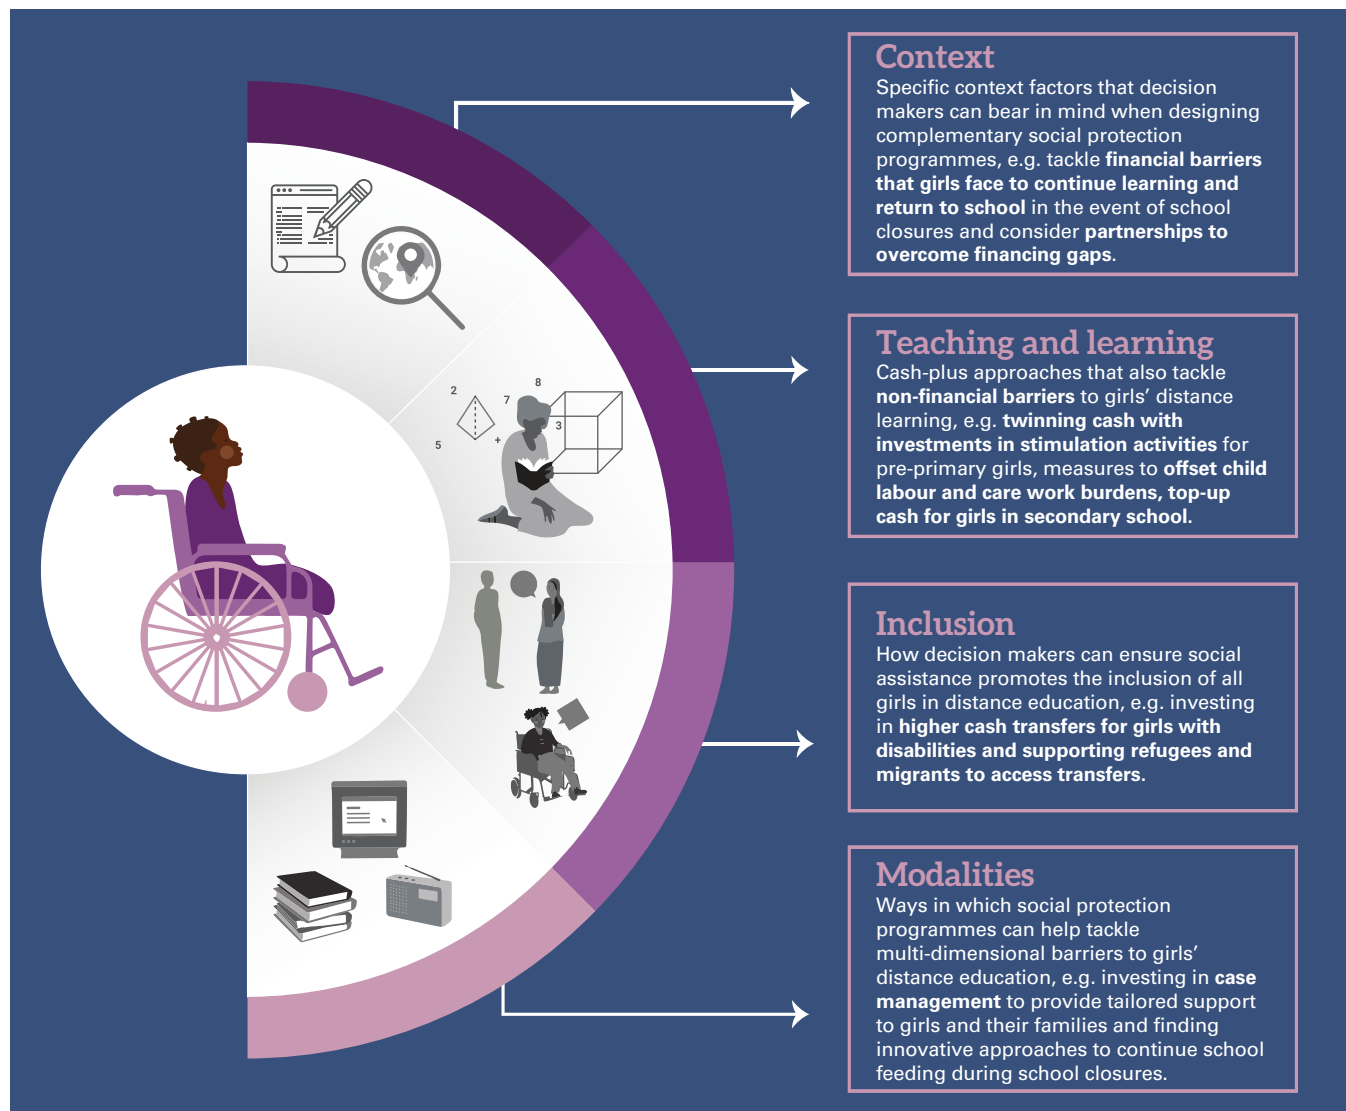 Context
Specific context factors that decision
makers can bear in mind when designing
complementary social protection
programmes, e.g. tackle financial barriers
that girls face to continue learning and
return to school in the event of school
closures and consider partnerships to
overcome financing gaps.
2
8
7
3
5
+
Teaching and learning
Cash-plus approaches that also tackle
non-financial barriers to girls’ distance
learning, e.g. twinning cash with
investments in stimulation activities for
pre-primary girls, measures to offset child
labour and care work burdens, top-up
cash for girls in secondary school.
Inclusion
How decision makers can ensure social
assistance promotes the inclusion of all
girls in distance education, e.g. investing
in higher cash transfers for girls with
disabilities and supporting refugees and
migrants to access transfers.
Modalities
Ways in which social protection
programmes can help tackle
multi-dimensional barriers to girls’
distance education, e.g. investing in case
management to provide tailored support
to girls and their families and finding
innovative approaches to continue school
feeding during school closures.